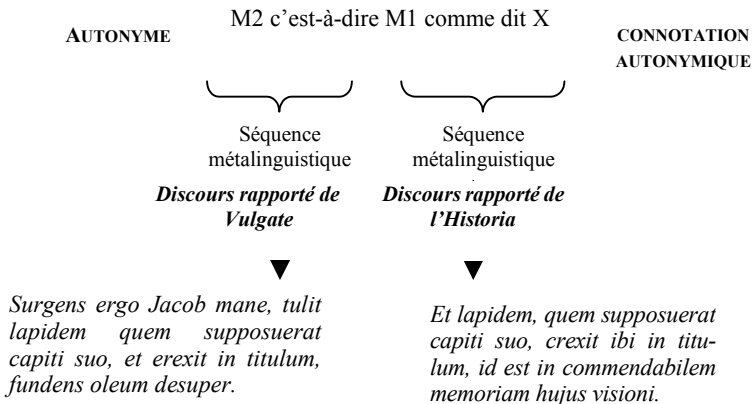 M2 c'est-à-dire M1 comme dit X
AUTONYME
CONNOTATION
AUTONYMIQUE
Séquence
métalinguistique
Discours rapporté de
Vulgate
Séquence
métalinguistique
Discours rapporté de
l'Historia
Surgens ergo Jacob mane, tulit
lapidem quem supposuerat
capiti suo, et erexit in titulum,
fundens oleum desuper.
Et lapidem, quem supposuerat
capiti suo, crexit ibi in titu-
lum, id est in commendabilem
memoriam hujus visioni.